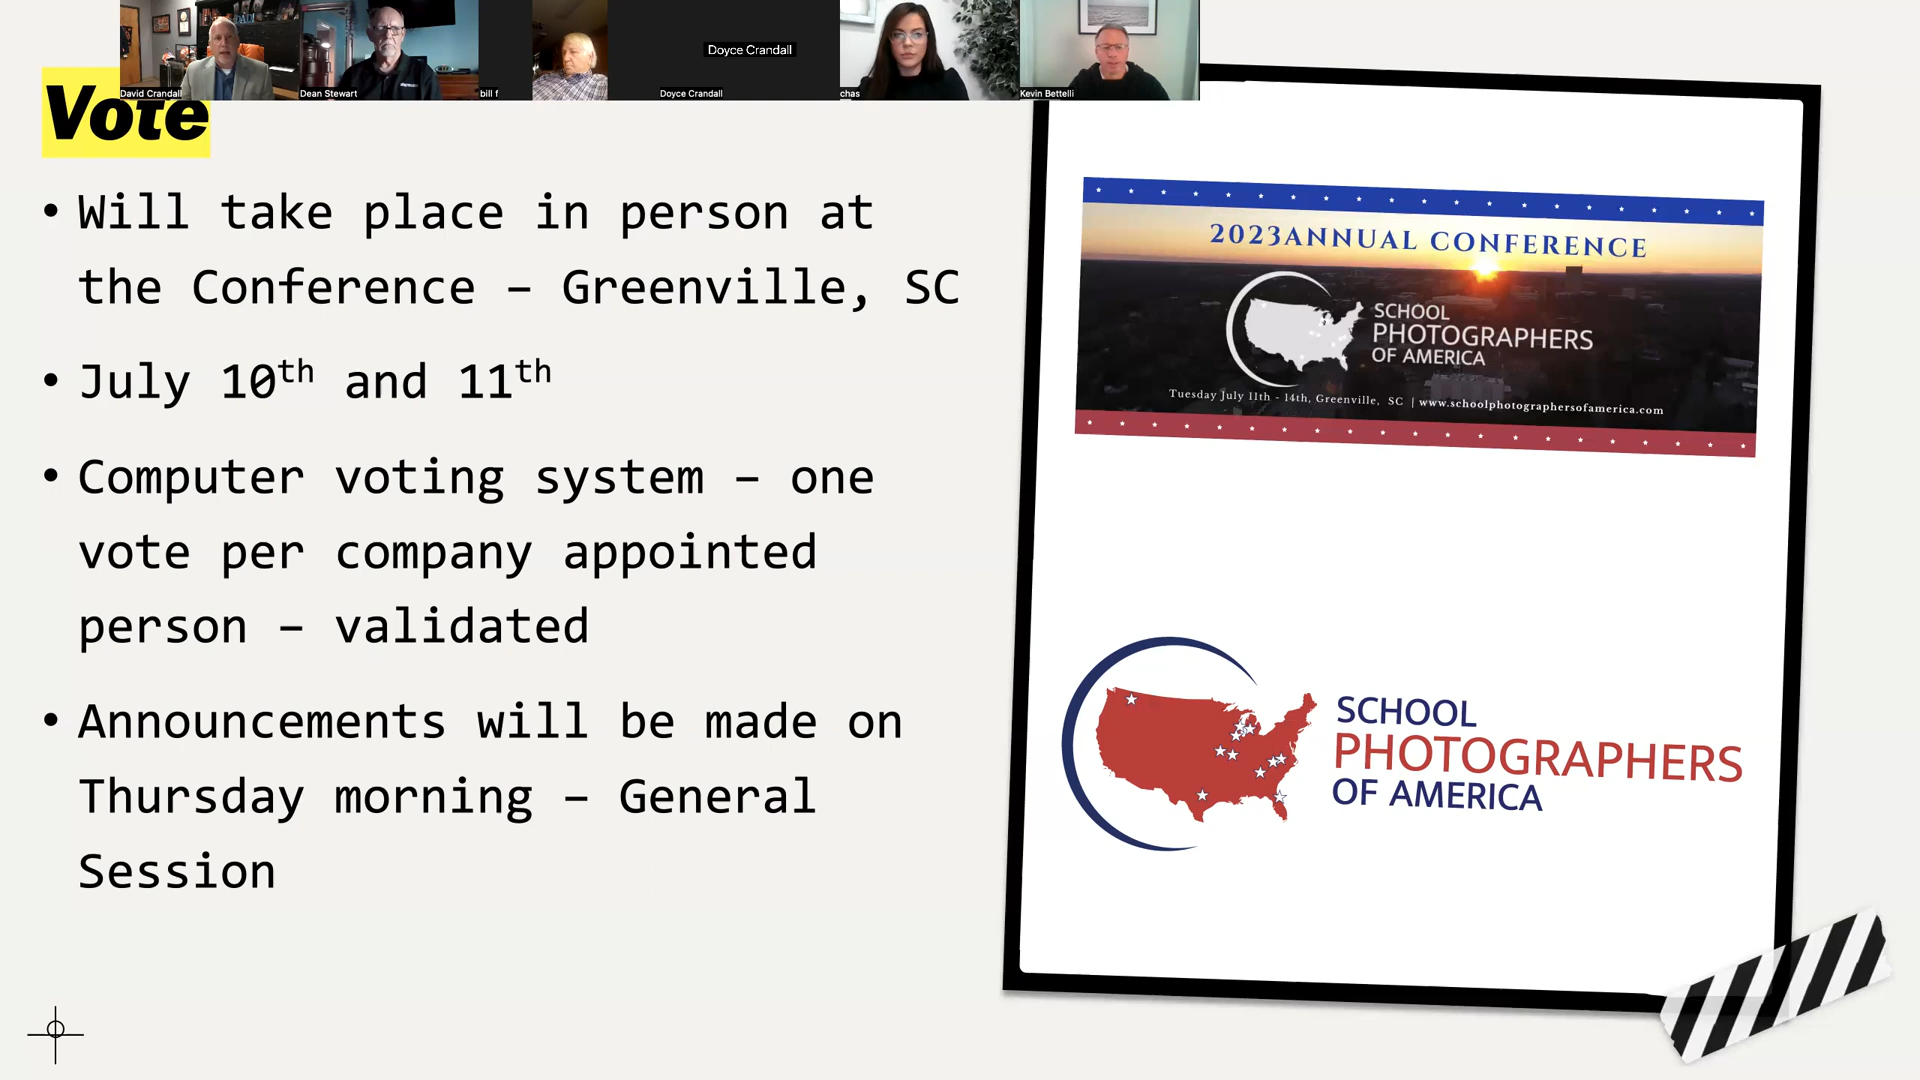 Doyce Crandall
David Crandall
Dean Stewart
bill f
Doyce Crandall
chas
Kevin Bettelli
Vote
• Will take place in person at
the Conference – Greenville, SC
• July 10th and 11th
• Computer voting system – one
vote per company appointed
person – validated
• Announcements will be made on
Thursday morning – General
Session
2023ANNUAL CONFERENCE
SCHOOL
PHOTOGRAPHERS
OF AMERICA
Tuesday July 11th - 14th, Greenville, SC | www.schoolphotographersofamerica.com
SCHOOL
PHOTOGRAPHERS
OF AMERICA